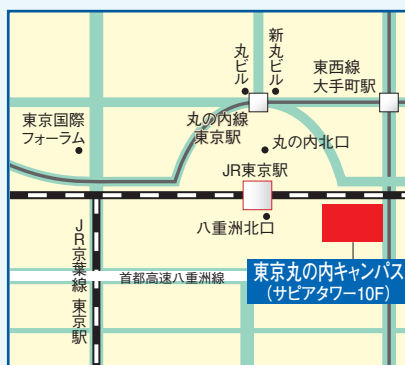 丸ビル
新丸ビル
東西線
大手町駅
東京国際
フォーラム
丸の内線
東京駅
丸の内北口
JR東京駅
八重洲北口
JR京葉線 東京駅
首都高速八重洲線
東京丸の内キャンパス
(サピアタワー10F)